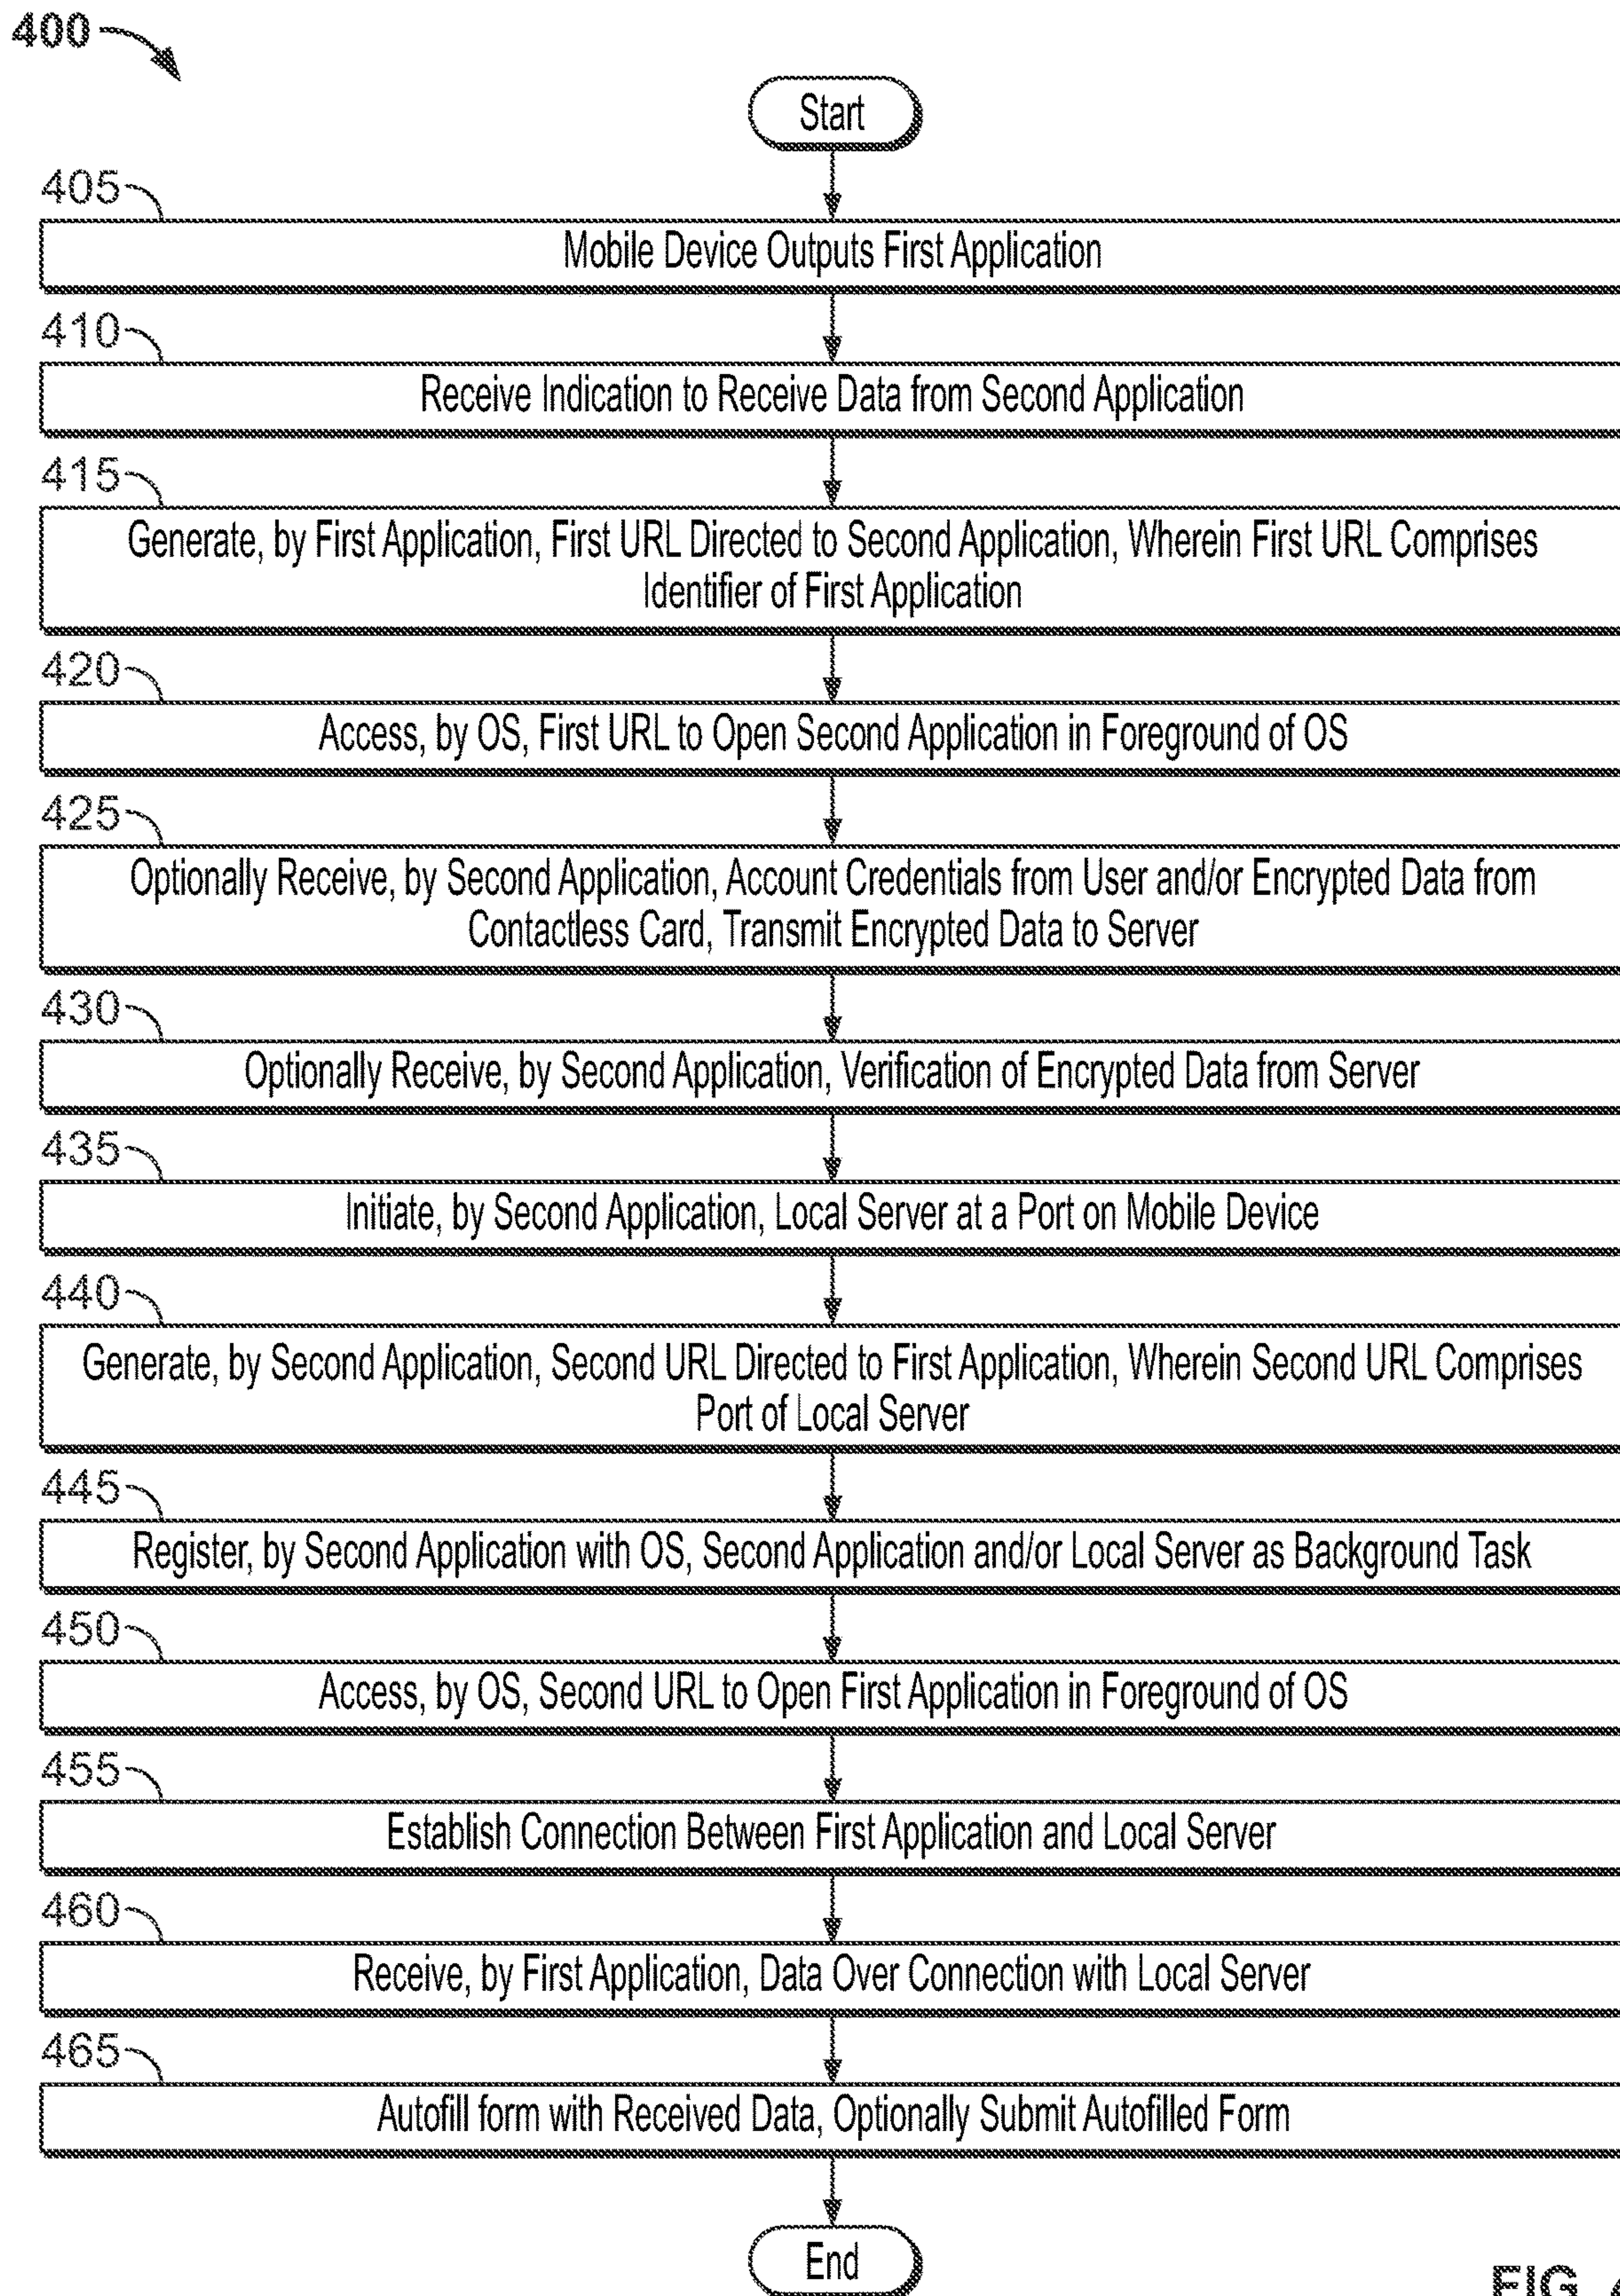 400
Start
405
Mobile Device Outputs First Application
410
Receive Indication to Receive Data from Second Application
415
Generate, by First Application, First URL Directed to Second Application, Wherein First URL Comprises
Identifier of First Application
420
Access, by OS, First URL to Open Second Application in Foreground of OS
425
Optionally Receive, by Second Application, Account Credentials from User and/or Encrypted Data from
Contactless Card, Transmit Encrypted Data to Server
430
Optionally Receive, by Second Application, Verification of Encrypted Data from Server
435
Initiate, by Second Application, Local Server at a Port on Mobile Device
440
Generate, by Second Application, Second URL Directed to First Application, Wherein Second URL Comprises
Port of Local Server
445
Register, by Second Application with OS, Second Application and/or Local Server as Background Task
450
Access, by OS, Second URL to Open First Application in Foreground of OS
455
Establish Connection Between First Application and Local Server
460
Receive, by First Application, Data Over Connection with Local Server
465
Autofill form with Received Data, Optionally Submit Autofilled Form
End
FIG. 4